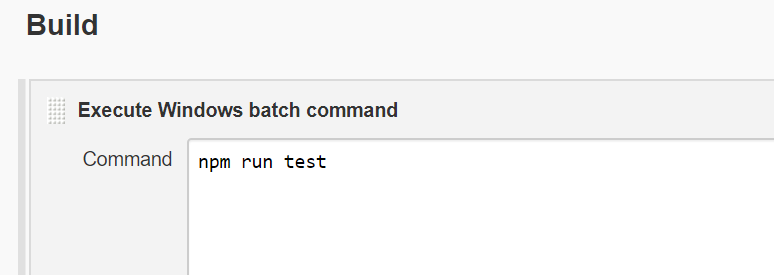 Build
Execute Windows batch command
Command
npm run test